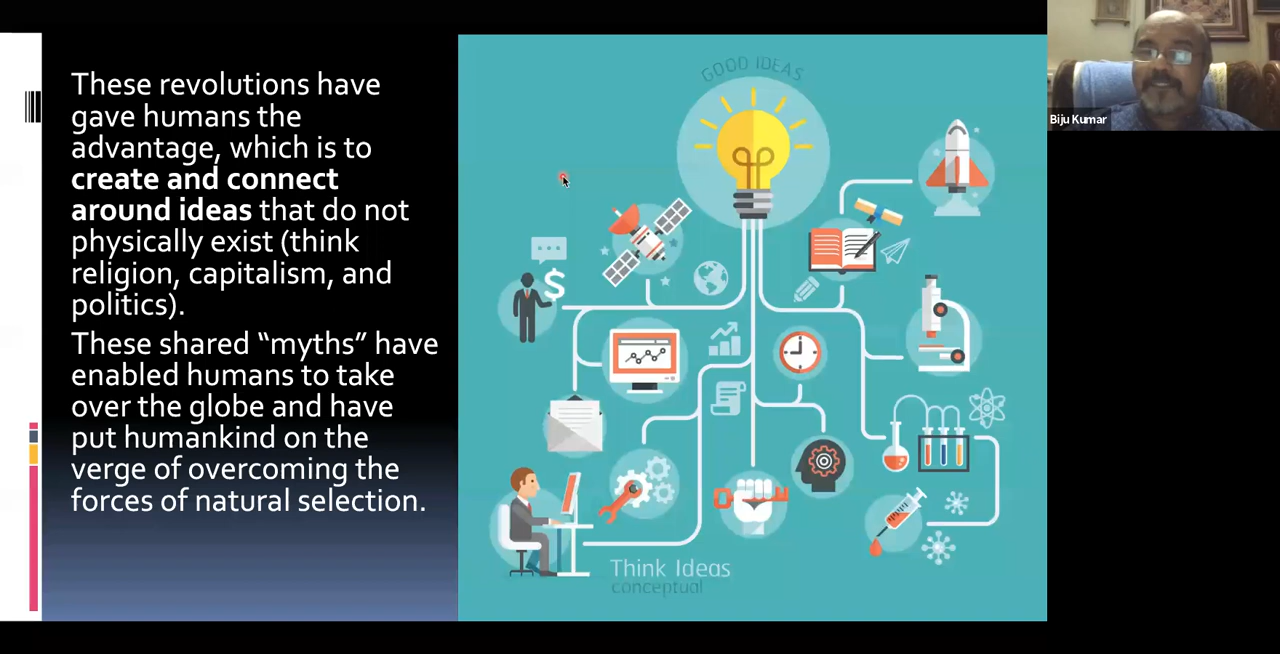 These revolutions have
gave humans the
advantage, which is to
create and connect
around ideas that do not
physically exist (think
religion, capitalism, and
politics).
These shared “myths” have
enabled humans to take
over the globe and have
put humankind on the
verge of overcoming the
forces of natural selection.
GOOD IDEAS
$
Think Ideas
conceptual
Biju Kumar